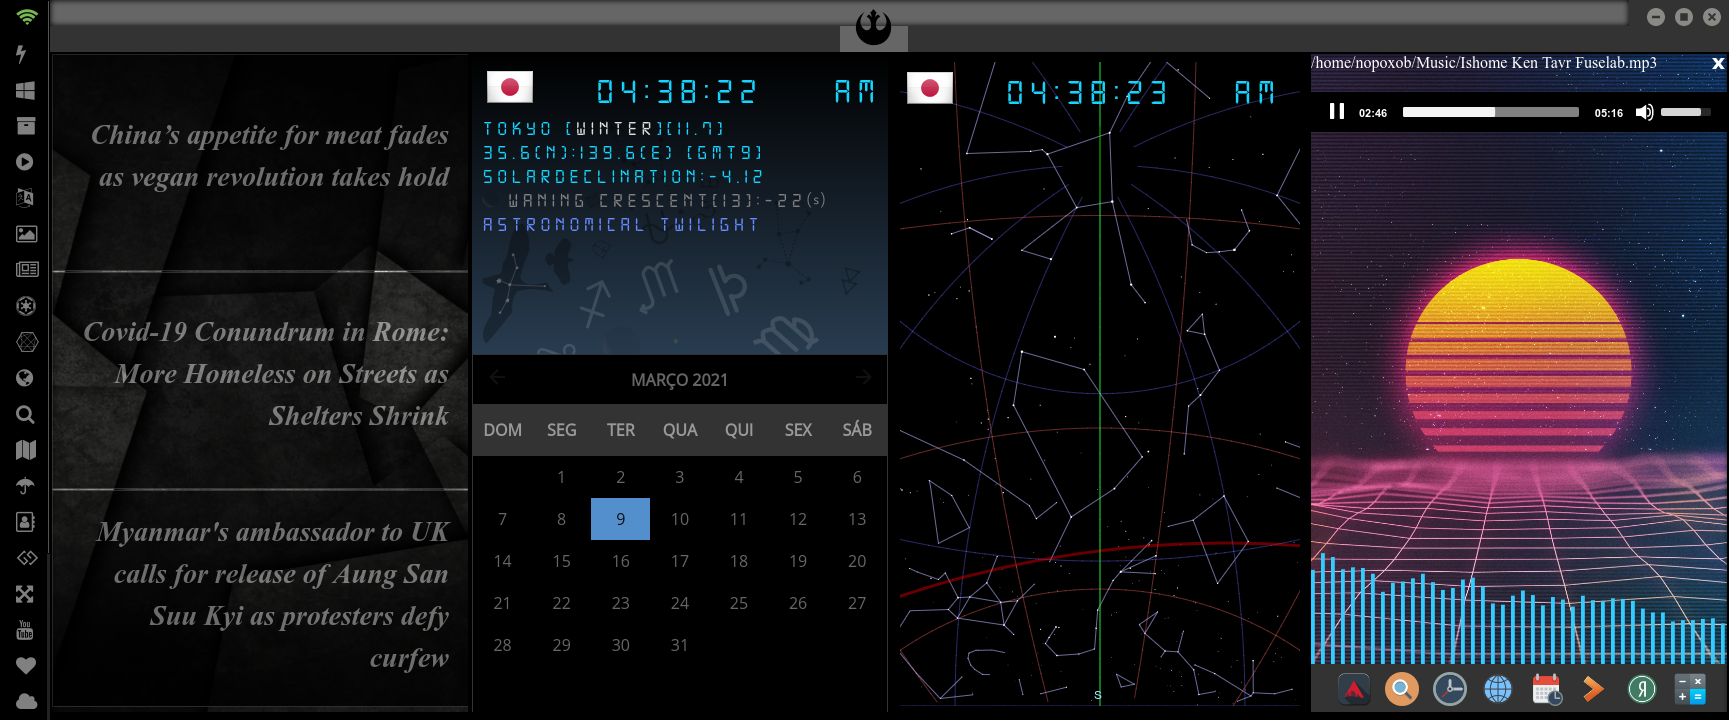 China's appetite for meat fades
as vegan revolution takes hold
Covid-19 Conundrum in Rome:
More Homeless on Streets as
Shelters Shrink
Myanmar's ambassador to UK
calls for release of Aung San
Suu Kyi as protesters defy
curfew
04:38:22 AM
TOKYO [WINTER][11.7]
35.6(N):139.6(E) [GMT9]
SOLARDECLINATION:-4.12
WANING CRESCENT[13]:-22(s)
ASTRONOMICAL TWILIGHT
MARÇO 2021
DOM SEG TER QUA QUI SEX SÁB
1 2 3 4 5 6
7 8 9 10 11 12 13
14 15 16 17 18 19 20
21 22 23 24 25 26 27
28 29 30 31
04:38:23 AM
S
/home/nopoxob/Music/Ishome Ken Tavr Fuselab.mp3 x
02:46 05:16
You
Tube
Я